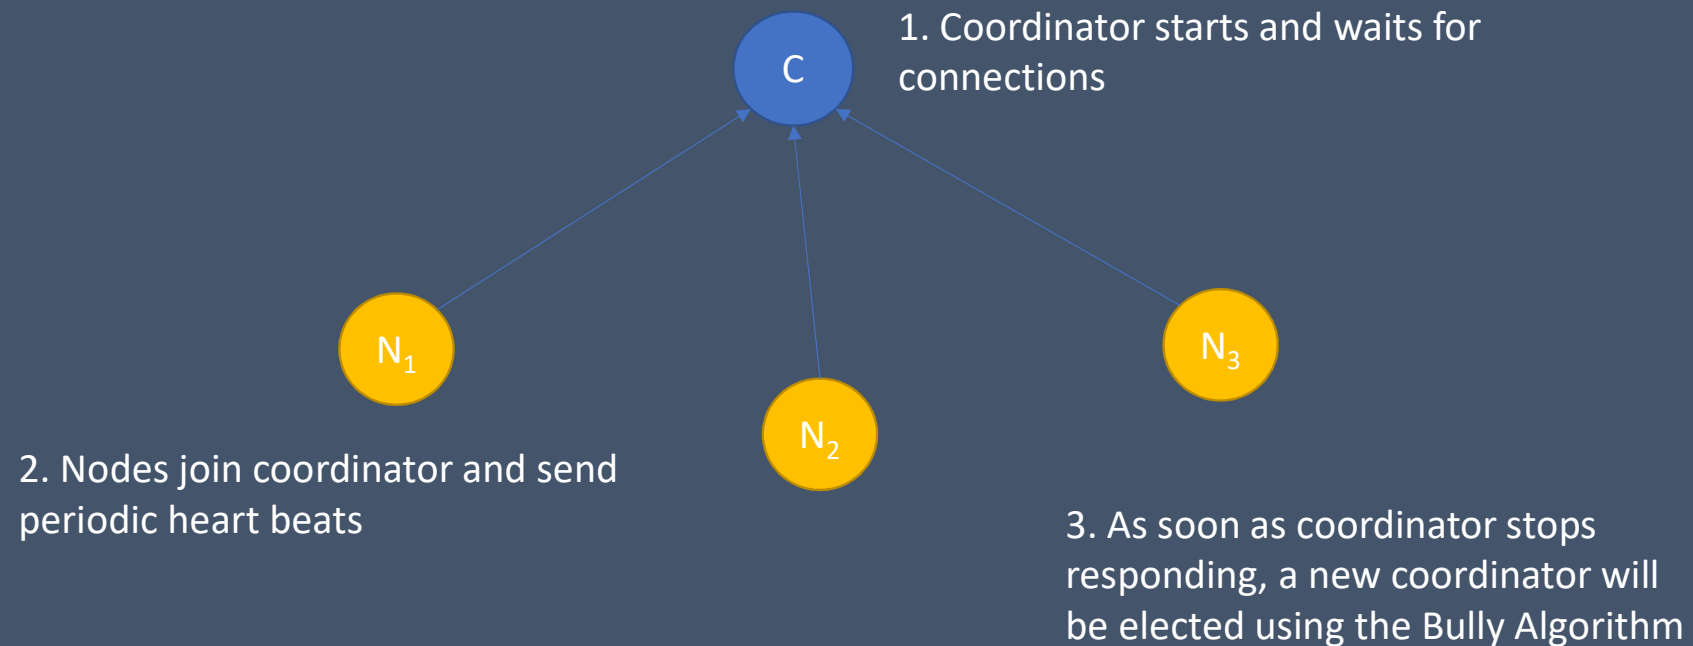 1. Coordinator starts and waits for
connections
C
N₁
N₂
N₃
2. Nodes join coordinator and send
periodic heart beats
3. As soon as coordinator stops
responding, a new coordinator will
be elected using the Bully Algorithm